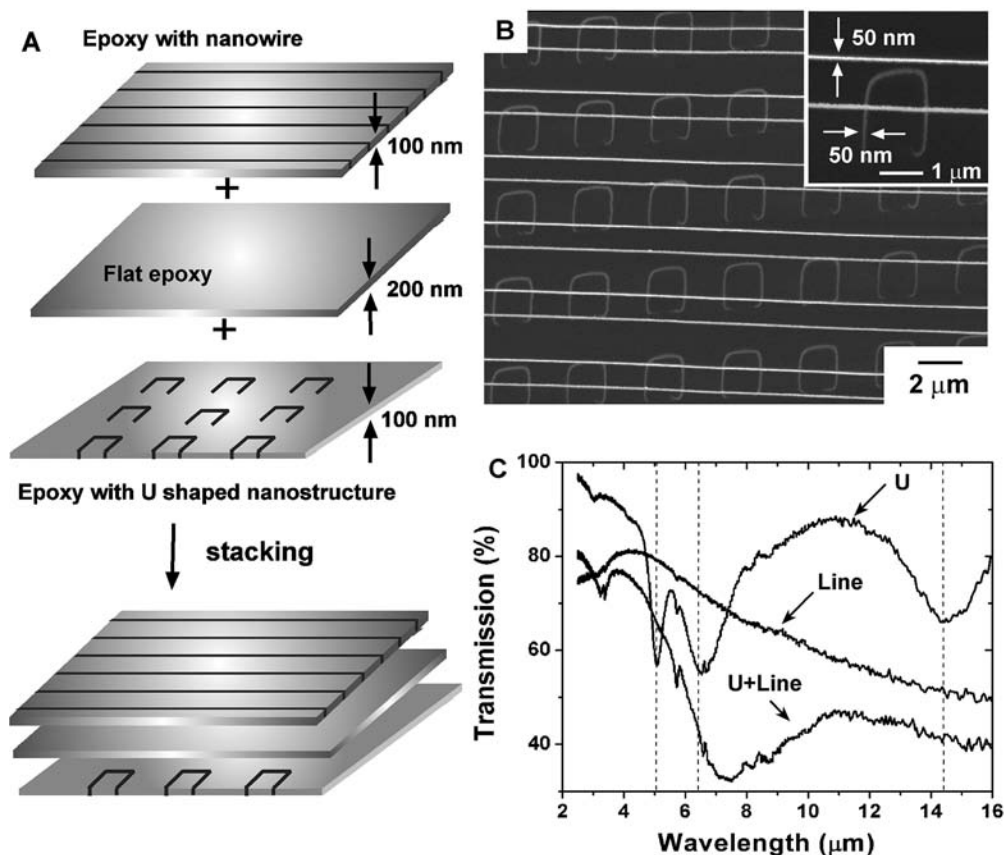 A
Epoxy with nanowire
100 nm
+
Flat epoxy
200 nm
+
100 nm
Epoxy with U shaped nanostructure
stacking
B
50 nm
50 nm
1 μm
2 μm
C
100
80
60
40
Transmission (%)
U
Line
U+Line
2 4 6 8 10 12 14 16
Wavelength (μm)